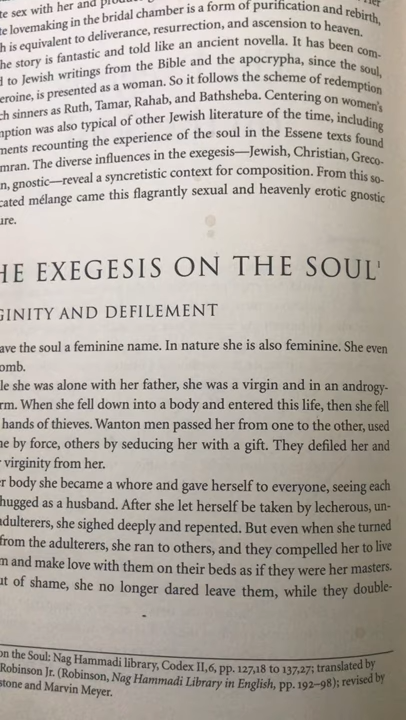 te sex with her and
te lovemaking in the bridal chamber is a form of purification and rebirth,
h is equivalent to deliverance, resurrection, and ascension to heaven.
he story is fantastic and told like an ancient novella. It has been com-
d to Jewish writings from the Bible and the apocrypha, since the soul,
eroine, is presented as a woman. So it follows the scheme of redemption
ch sinners as Ruth, Tamar, Rahab, and Bathsheba. Centering on women's
mption was also typical of other Jewish literature of the time, including
ments recounting the experience of the soul in the Essene texts found
mran. The diverse influences in the exegesis—Jewish, Christian, Greco-
n, gnostic—reveal a syncretistic context for composition. From this so-
cated mélange came this flagrantly sexual and heavenly erotic gnostic
ure.
HE EXEGESIS ON THE SOUL¹
GINITY AND DEFILEMENT
ave the soul a feminine name. In nature she is also feminine. She even
omb.
le she was alone with her father, she was a virgin and in an androgy-
rm. When she fell down into a body and entered this life, then she fell
hands of thieves. Wanton men passed her from one to the other, used
ne by force, others by seducing her with a gift. They defiled her and
virginity from her.
r body she became a whore and gave herself to everyone, seeing each
hugged as a husband. After she let herself be taken by lecherous, un-
adulterers, she sighed deeply and repented. But even when she turned
from the adulterers, she ran to others, and they compelled her to live
m and make love with them on their beds as if they were her masters.
ut of shame, she no longer dared leave them, while they double-
on the Soul: Nag Hammadi library, Codex II,6, pp. 127,18 to 137,27; translated by
Robinson Jr. (Robinson, Nag Hammadi Library in English, pp. 192–98); revised by
stone and Marvin Meyer.